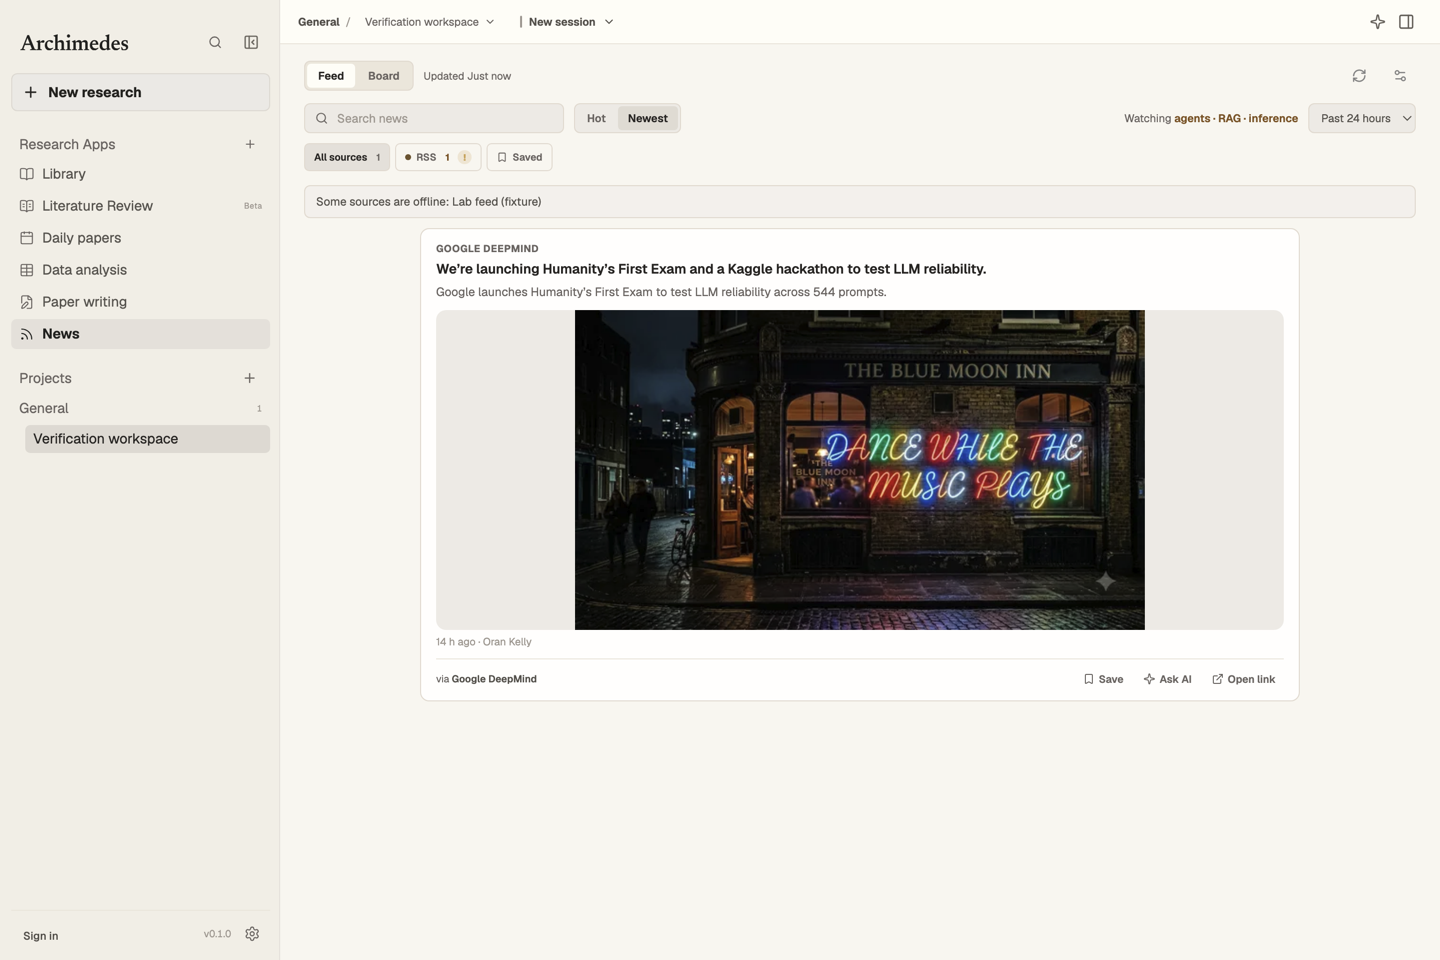 Archimedes
New research
Research Apps
Library
Literature Review Beta
Daily papers
Data analysis
Paper writing
News
Projects
General 1
Verification workspace
Sign in v0.1.0
General / Verification workspace | New session
Feed Board Updated Just now
Search news Hot Newest Watching agents · RAG · inference Past 24 hours
All sources 1 RSS 1 ! Saved
Some sources are offline: Lab feed (fixture)
GOOGLE DEEPMIND
We’re launching Humanity’s First Exam and a Kaggle hackathon to test LLM reliability.
Google launches Humanity’s First Exam to test LLM reliability across 544 prompts.
THE BLUE MOON INN
DANCE WHILE THE
MUSIC PLAYS
THE
BLUE MOON
INN
14 h ago · Oran Kelly
via Google DeepMind Save Ask AI Open link